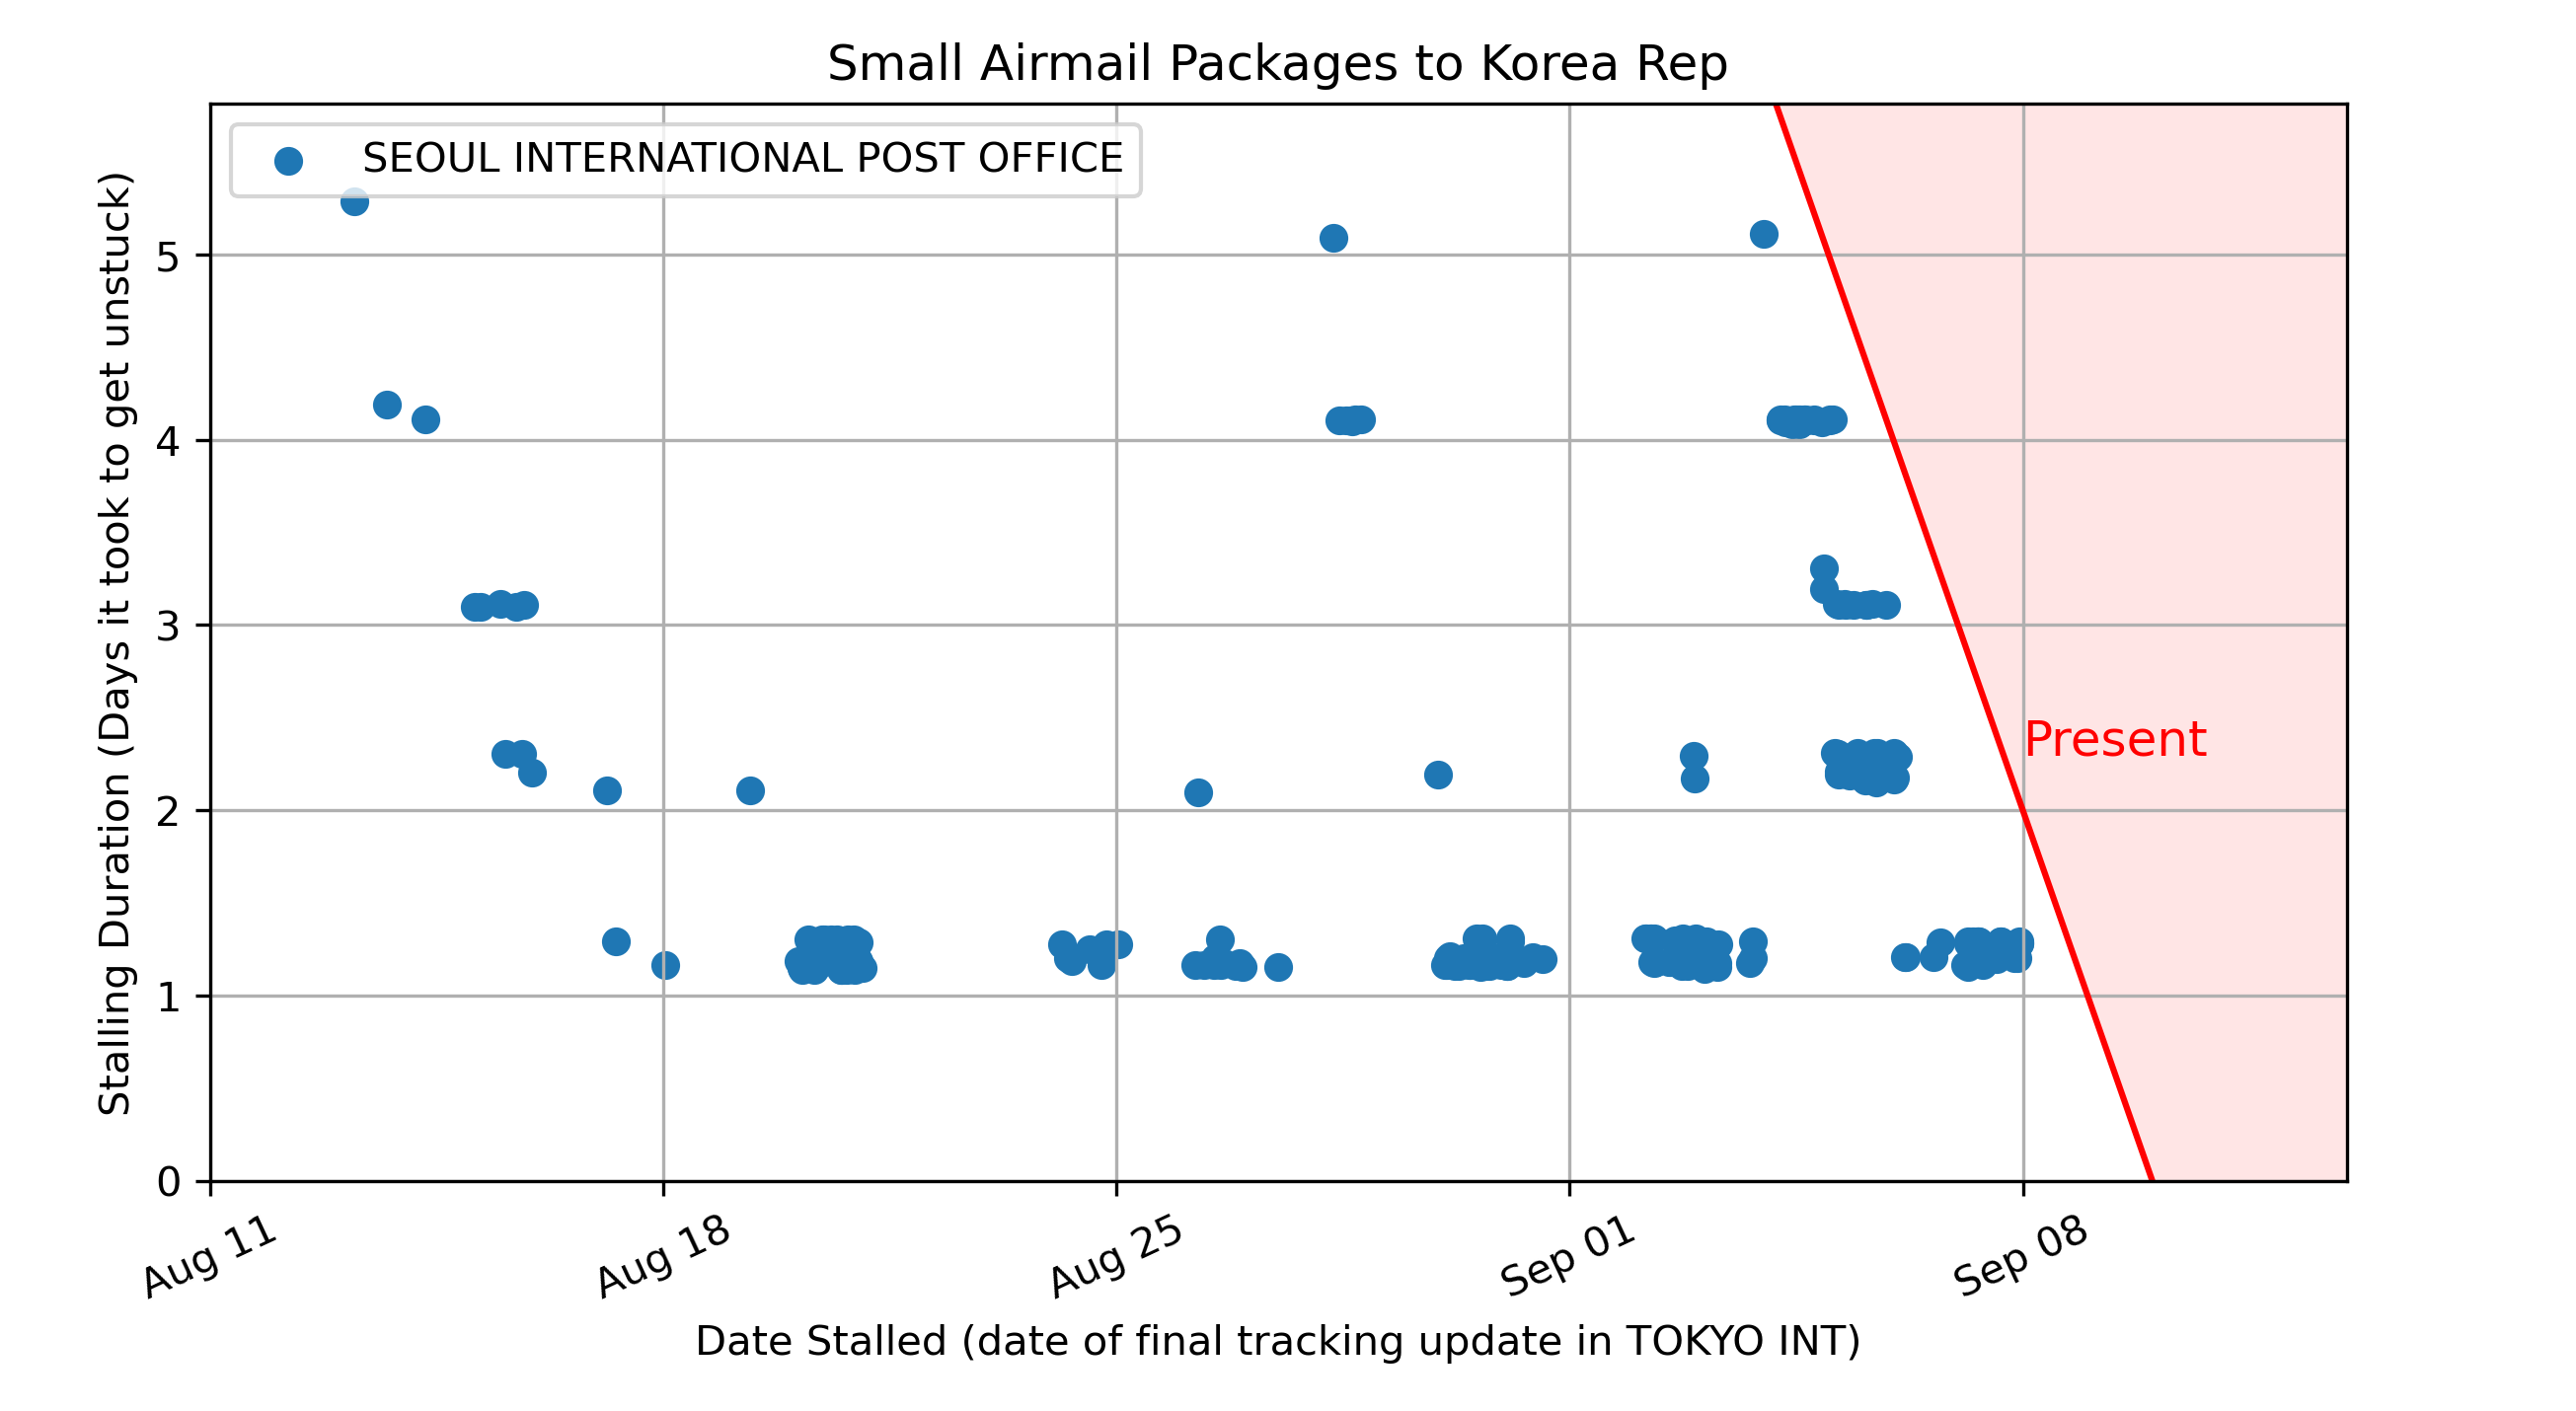 Small Airmail Packages to Korea Rep
SEOUL INTERNATIONAL POST OFFICE
Stalling Duration (Days it took to get unstuck)
5
4
3
2
1
0
Present
Aug 11
Aug 18
Aug 25
Sep 01
Sep 08
Date Stalled (date of final tracking update in TOKYO INT)